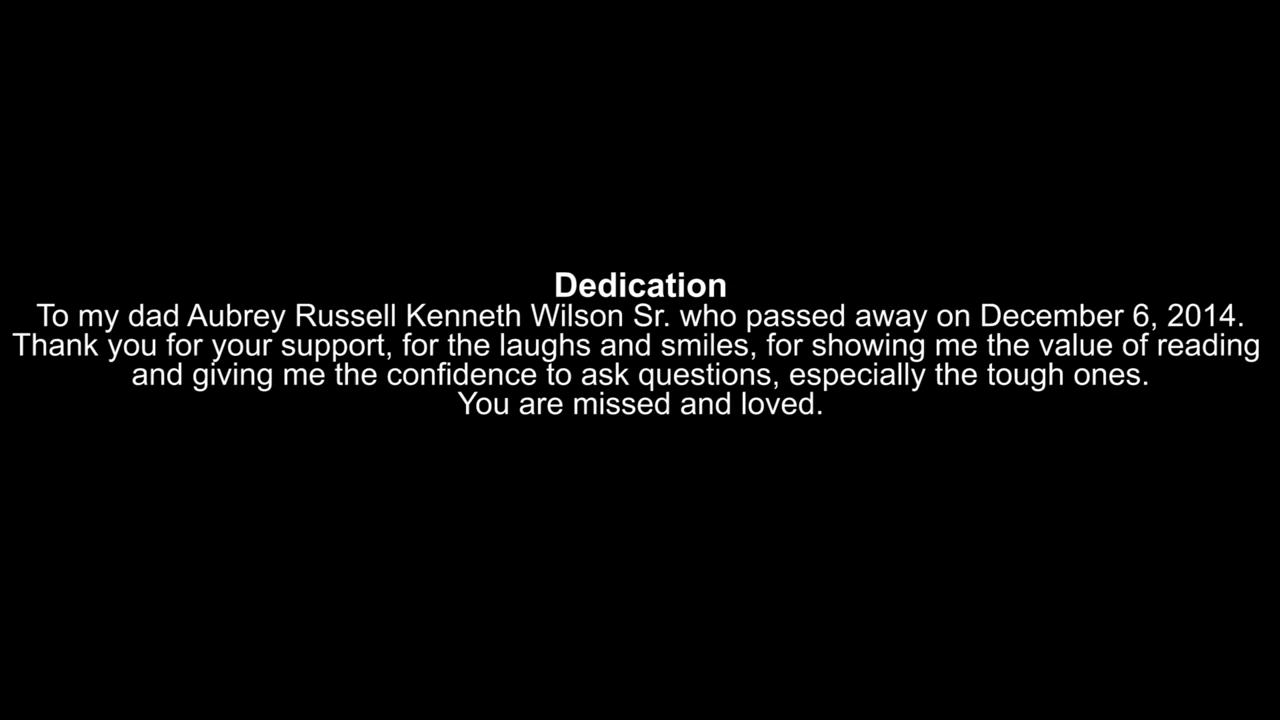 Dedication
To my dad Aubrey Russell Kenneth Wilson Sr. who passed away on December 6, 2014.
Thank you for your support, for the laughs and smiles, for showing me the value of reading
and giving me the confidence to ask questions, especially the tough ones.
You are missed and loved.